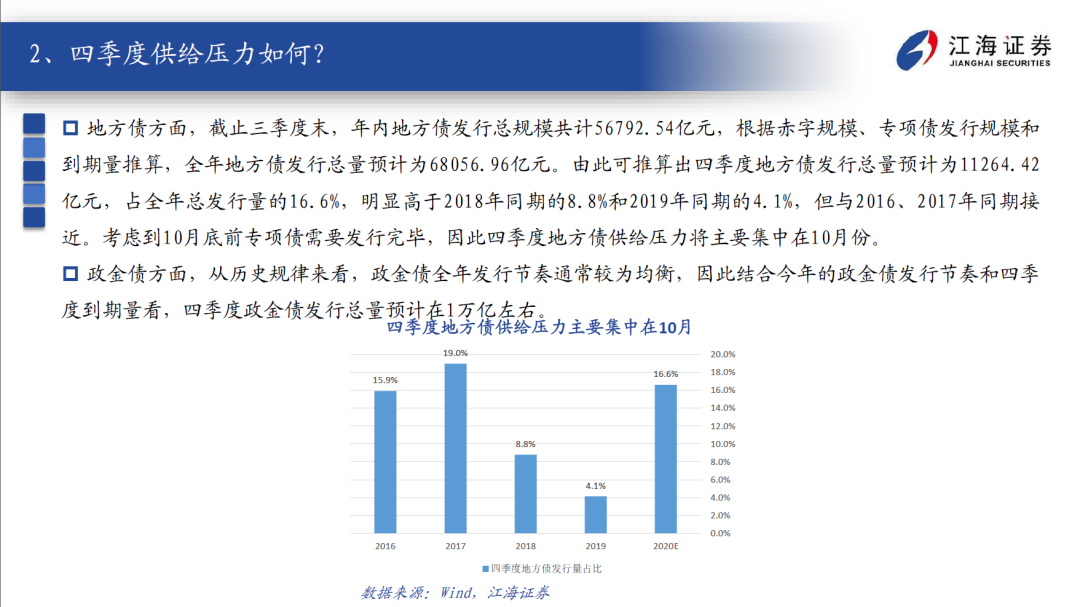 2、四季度供给压力如何?
江海证券
JIANGHAI SECURITIES
地方债方面，截止三季度末，年内地方债发行总规模共计56792.54亿元，根据赤字规模、专项债发行规模和
到期量推算，全年地方债发行总量预计为68056.96亿元。由此可推算出四季度地方债发行总量预计为11264.42
亿元，占全年总发行量的16.6%，明显高于2018年同期的8.8%和2019年同期的4.1%，但与2016、2017年同期接
近。考虑到10月底前专项债需要发行完毕，因此四季度地方债供给压力将主要集中在10月份。
政金债方面，从历史规律来看，政金债全年发行节奏通常较为均衡，因此结合今年的政金债发行节奏和四季
度到期量看，四季度政金债发行总量预计在1万亿左右。
四季度地方债供给压力主要集中在10月
19.0%
20.0%
15.9%
16.6%
18.0%
16.0%
14.0%
12.0%
8.8%
10.0%
8.0%
4.1%
6.0%
4.0%
2.0%
0.0%
2016
2017
2018
2019
2020E
四季度地方债发行量占比
数据来源：Wind，江海证券